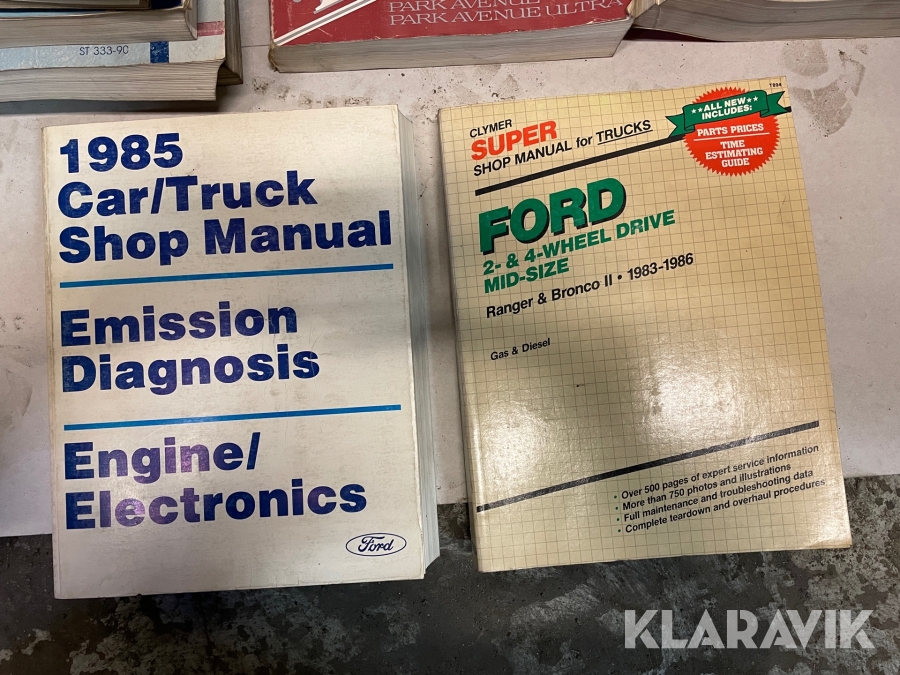 ST 333-90
PARK AVENUE
PARK AVENUE ULTRA
1985
Car/Truck
Shop Manual
Emission
Diagnosis
Engine/
Electronics
Ford
CLYMER
SUPER
SHOP MANUAL for TRUCKS
★★ALL NEW★★
INCLUDES:
PARTS PRICES
TIME
ESTIMATING
GUIDE
FORD
2- & 4-WHEEL DRIVE
MID-SIZE
Ranger & Bronco II • 1983-1986
Gas & Diesel
• Over 500 pages of expert service information
• More than 750 photos and illustrations
• Full maintenance and troubleshooting data
• Complete teardown and overhaul procedures
KLARAVIK